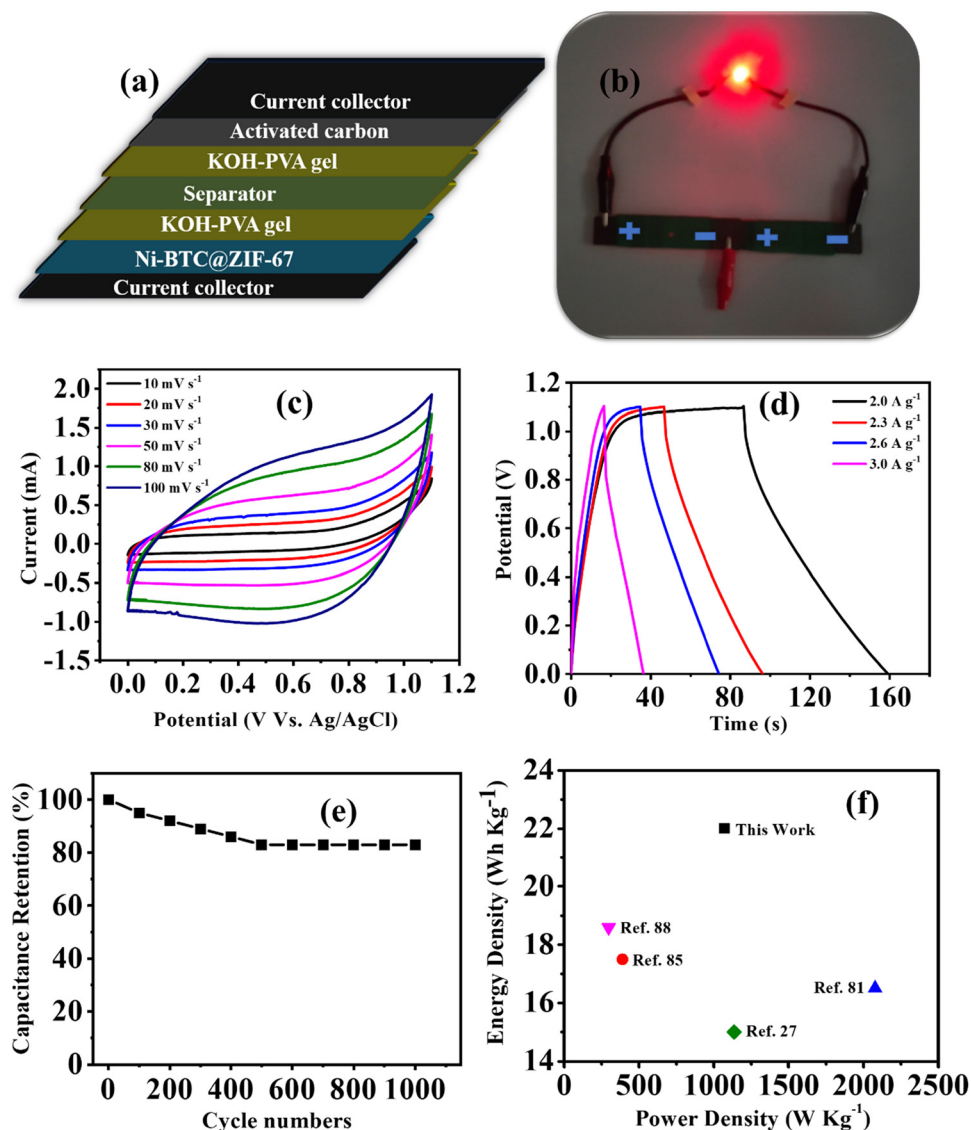 (a)
Current collector
Activated carbon
KOH-PVA gel
Separator
KOH-PVA gel
Ni-BTC@ZIF-67
Current collector
(b)
+ - + -
(c)
10 mV s⁻¹
20 mV s⁻¹
30 mV s⁻¹
50 mV s⁻¹
80 mV s⁻¹
100 mV s⁻¹
Current (mA)
2.0
1.5
1.0
0.5
0.0
-0.5
-1.0
-1.5
0.0 0.2 0.4 0.6 0.8 1.0 1.2
Potential (V Vs. Ag/AgCl)
(d)
2.0 A g⁻¹
2.3 A g⁻¹
2.6 A g⁻¹
3.0 A g⁻¹
Potential (V)
1.2
1.0
0.8
0.6
0.4
0.2
0.0
0 40 80 120 160
Time (s)
(e)
Capacitance Retention (%)
100
80
60
40
20
0
0 200 400 600 800 1000
Cycle numbers
(f)
Energy Density (Wh Kg⁻¹)
24
22
20
18
16
14
This Work
Ref. 88
Ref. 85
Ref. 81
Ref. 27
0 500 1000 1500 2000 2500
Power Density (W Kg⁻¹)